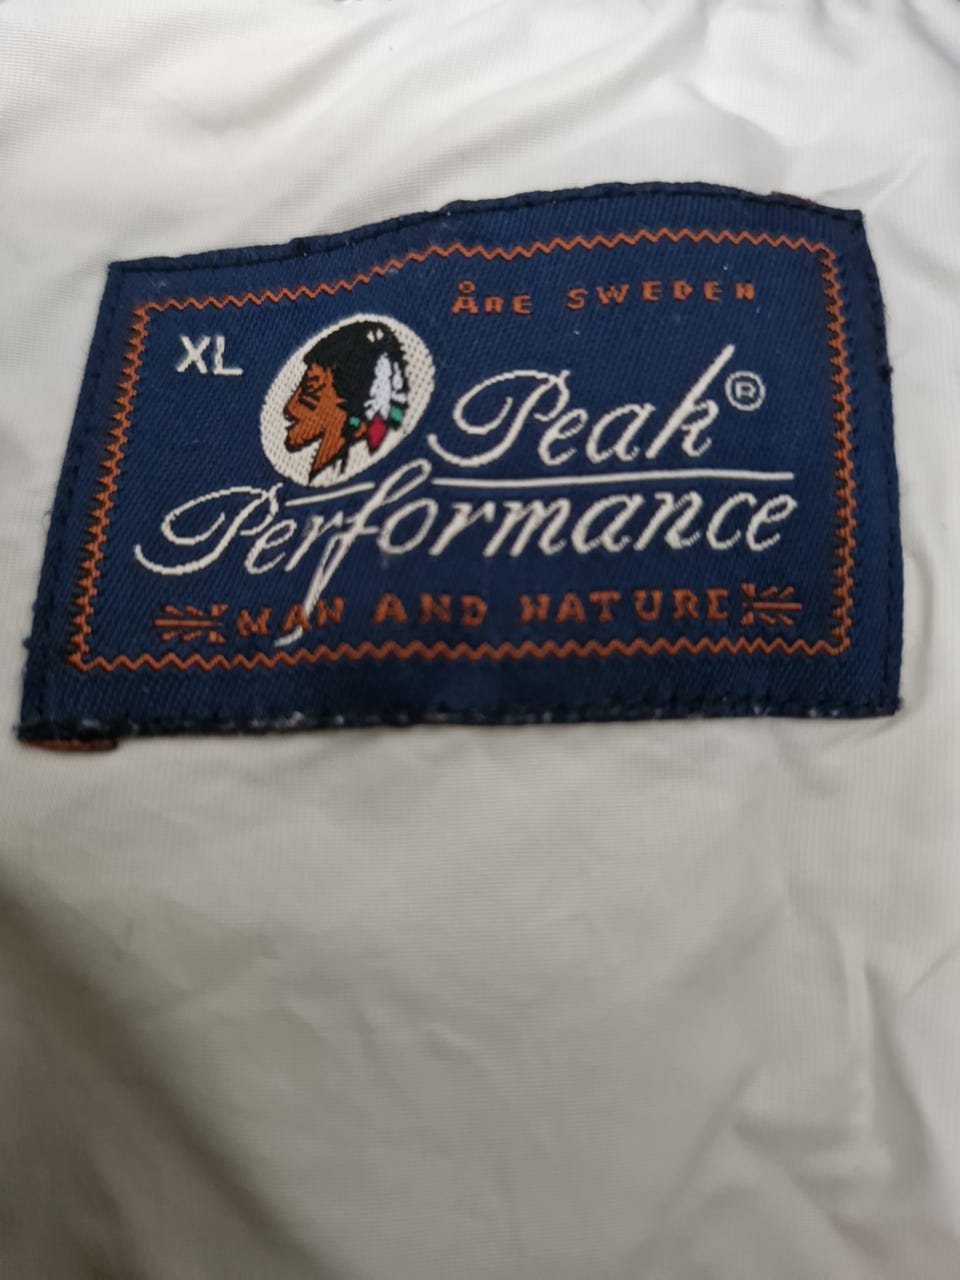 ÅRE SWEDEN
XL
Peak®
Performance
MAN AND NATURE